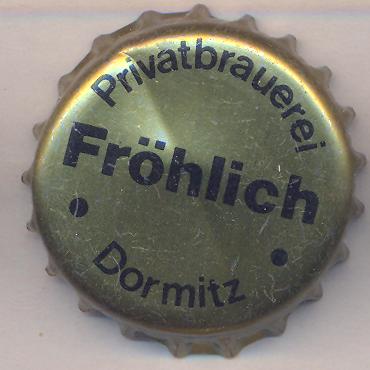 Privatbrauerei
Fröhlich
• Dormitz •